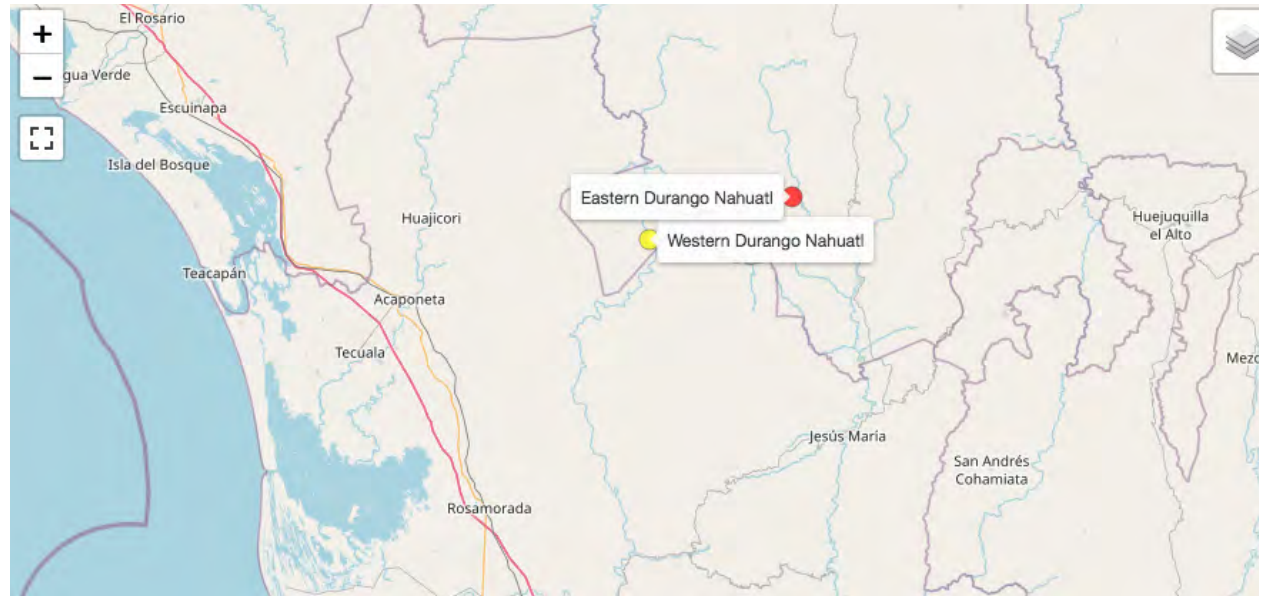 El Rosario
+
−
gua Verde
Escuinapa
Isla del Bosque
Eastern Durango Nahuatl
Huajicori
Huejuquilla
el Alto
Western Durango Nahuatl
Teacapán
Acaponeta
Tecuala
Mezc
Jesús María
San Andrés
Cohamiata
Rosamorada